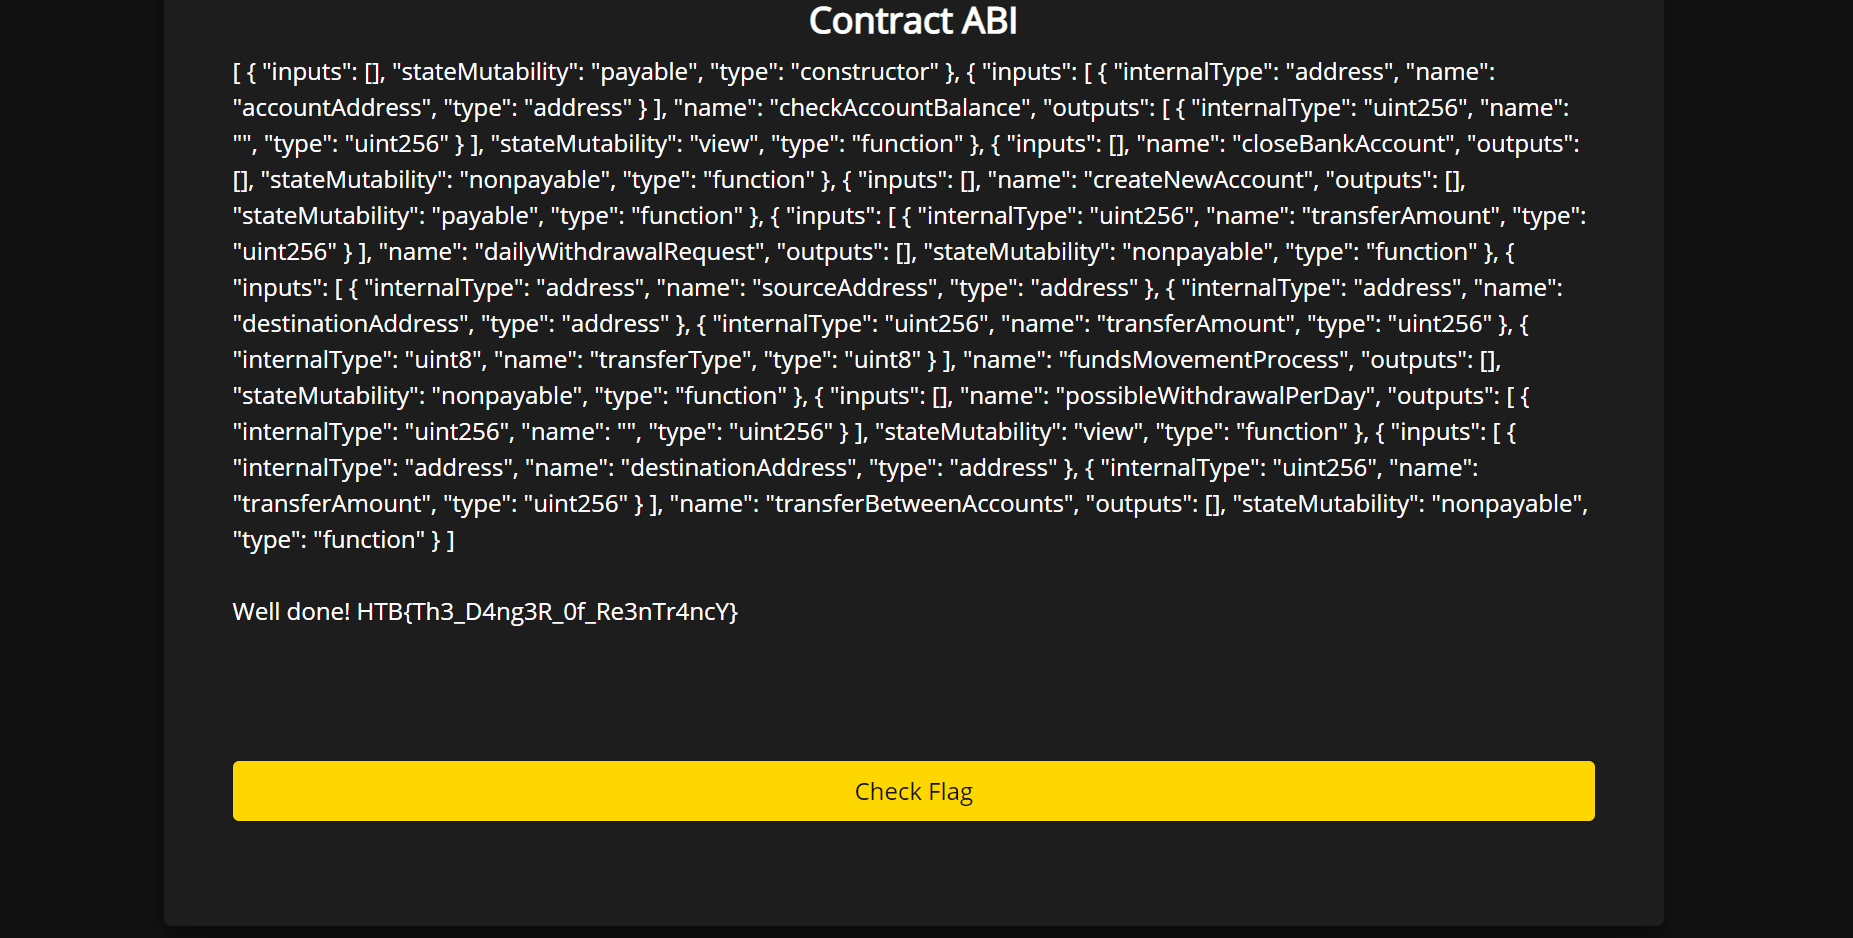 Contract ABI
[ { "inputs": [], "stateMutability": "payable", "type": "constructor" }, { "inputs": [ { "internalType": "address", "name":
"accountAddress", "type": "address" } ], "name": "checkAccountBalance", "outputs": [ { "internalType": "uint256", "name":
"", "type": "uint256" } ], "stateMutability": "view", "type": "function" }, { "inputs": [], "name": "closeBankAccount", "outputs":
[], "stateMutability": "nonpayable", "type": "function" }, { "inputs": [], "name": "createNewAccount", "outputs": [],
"stateMutability": "payable", "type": "function" }, { "inputs": [ { "internalType": "uint256", "name": "transferAmount", "type":
"uint256" } ], "name": "dailyWithdrawalRequest", "outputs": [], "stateMutability": "nonpayable", "type": "function" }, {
"inputs": [ { "internalType": "address", "name": "sourceAddress", "type": "address" }, { "internalType": "address", "name":
"destinationAddress", "type": "address" }, { "internalType": "uint256", "name": "transferAmount", "type": "uint256" }, {
"internalType": "uint8", "name": "transferType", "type": "uint8" } ], "name": "fundsMovementProcess", "outputs": [],
"stateMutability": "nonpayable", "type": "function" }, { "inputs": [], "name": "possibleWithdrawalPerDay", "outputs": [ {
"internalType": "uint256", "name": "", "type": "uint256" } ], "stateMutability": "view", "type": "function" }, { "inputs": [ {
"internalType": "address", "name": "destinationAddress", "type": "address" }, { "internalType": "uint256", "name":
"transferAmount", "type": "uint256" } ], "name": "transferBetweenAccounts", "outputs": [], "stateMutability": "nonpayable",
"type": "function" } ]
Well done! HTB{Th3_D4ng3R_0f_Re3nTr4ncY}
Check Flag